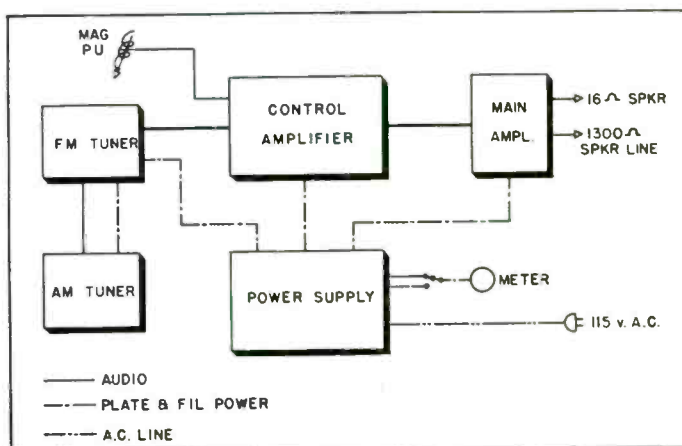 MAG
PU
FM TUNER
CONTROL
AMPLIFIER
MAIN
AMPL.
16 Ω SPKR
1300 Ω
SPKR LINE
AM TUNER
POWER SUPPLY
METER
115 v. A.C.
AUDIO
PLATE & FIL POWER
A.C. LINE